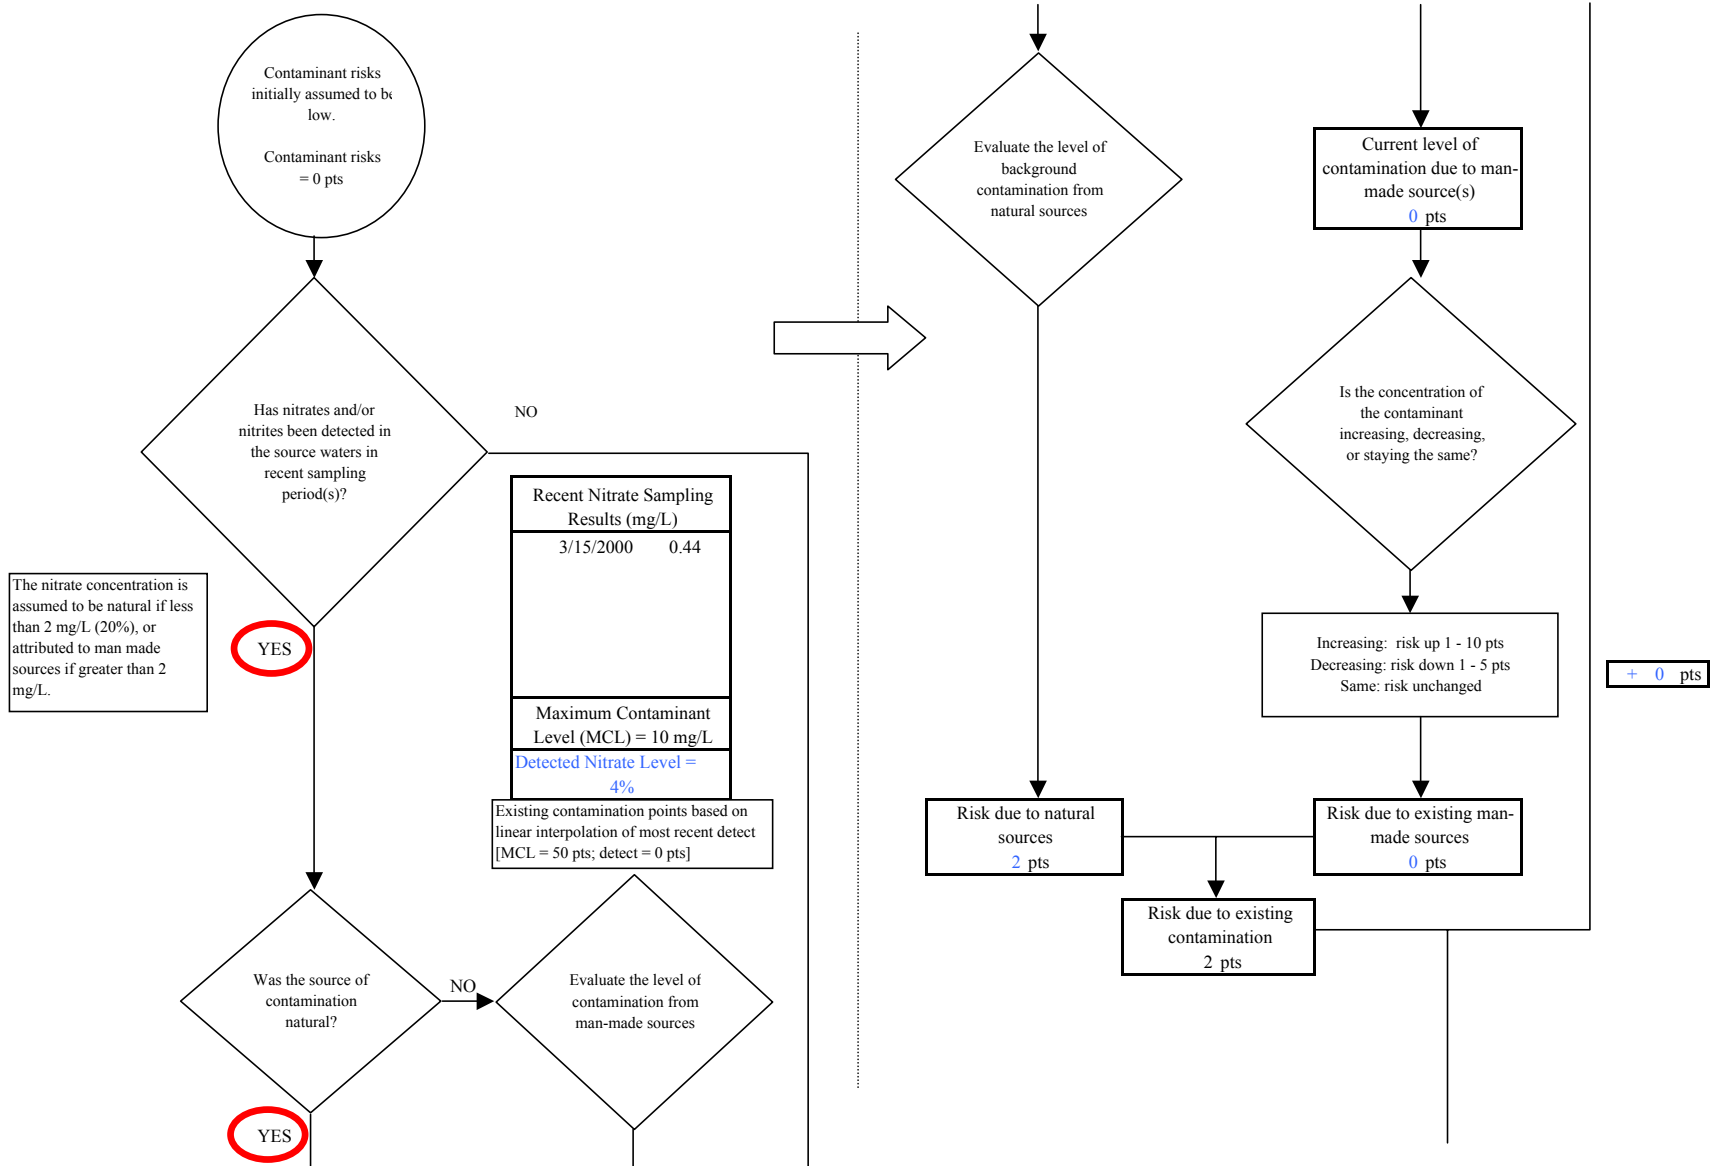 Contaminant risks
initially assumed to be
low.
Contaminant risks
= 0 pts
Has nitrates and/or
nitrites been detected in
the source waters in
recent sampling
period(s)?
NO
Recent Nitrate Sampling
Results (mg/L)
3/15/2000 0.44
Maximum Contaminant
Level (MCL) = 10 mg/L
Detected Nitrate Level =
4%
Existing contamination points based on
linear interpolation of most recent detect
[MCL = 50 pts; detect = 0 pts]
The nitrate concentration is
assumed to be natural if less
than 2 mg/L (20%), or
attributed to man made
sources if greater than 2
mg/L.
YES
Was the source of
contamination
natural?
NO
Evaluate the level of
contamination from
man-made sources
YES
Evaluate the level of
background
contamination from
natural sources
Current level of
contamination due to man-
made source(s)
0 pts
Is the concentration of
the contaminant
increasing, decreasing,
or staying the same?
Increasing: risk up 1 - 10 pts
Decreasing: risk down 1 - 5 pts
Same: risk unchanged
+ 0 pts
Risk due to natural
sources
2 pts
Risk due to existing man-
made sources
0 pts
Risk due to existing
contamination
2 pts